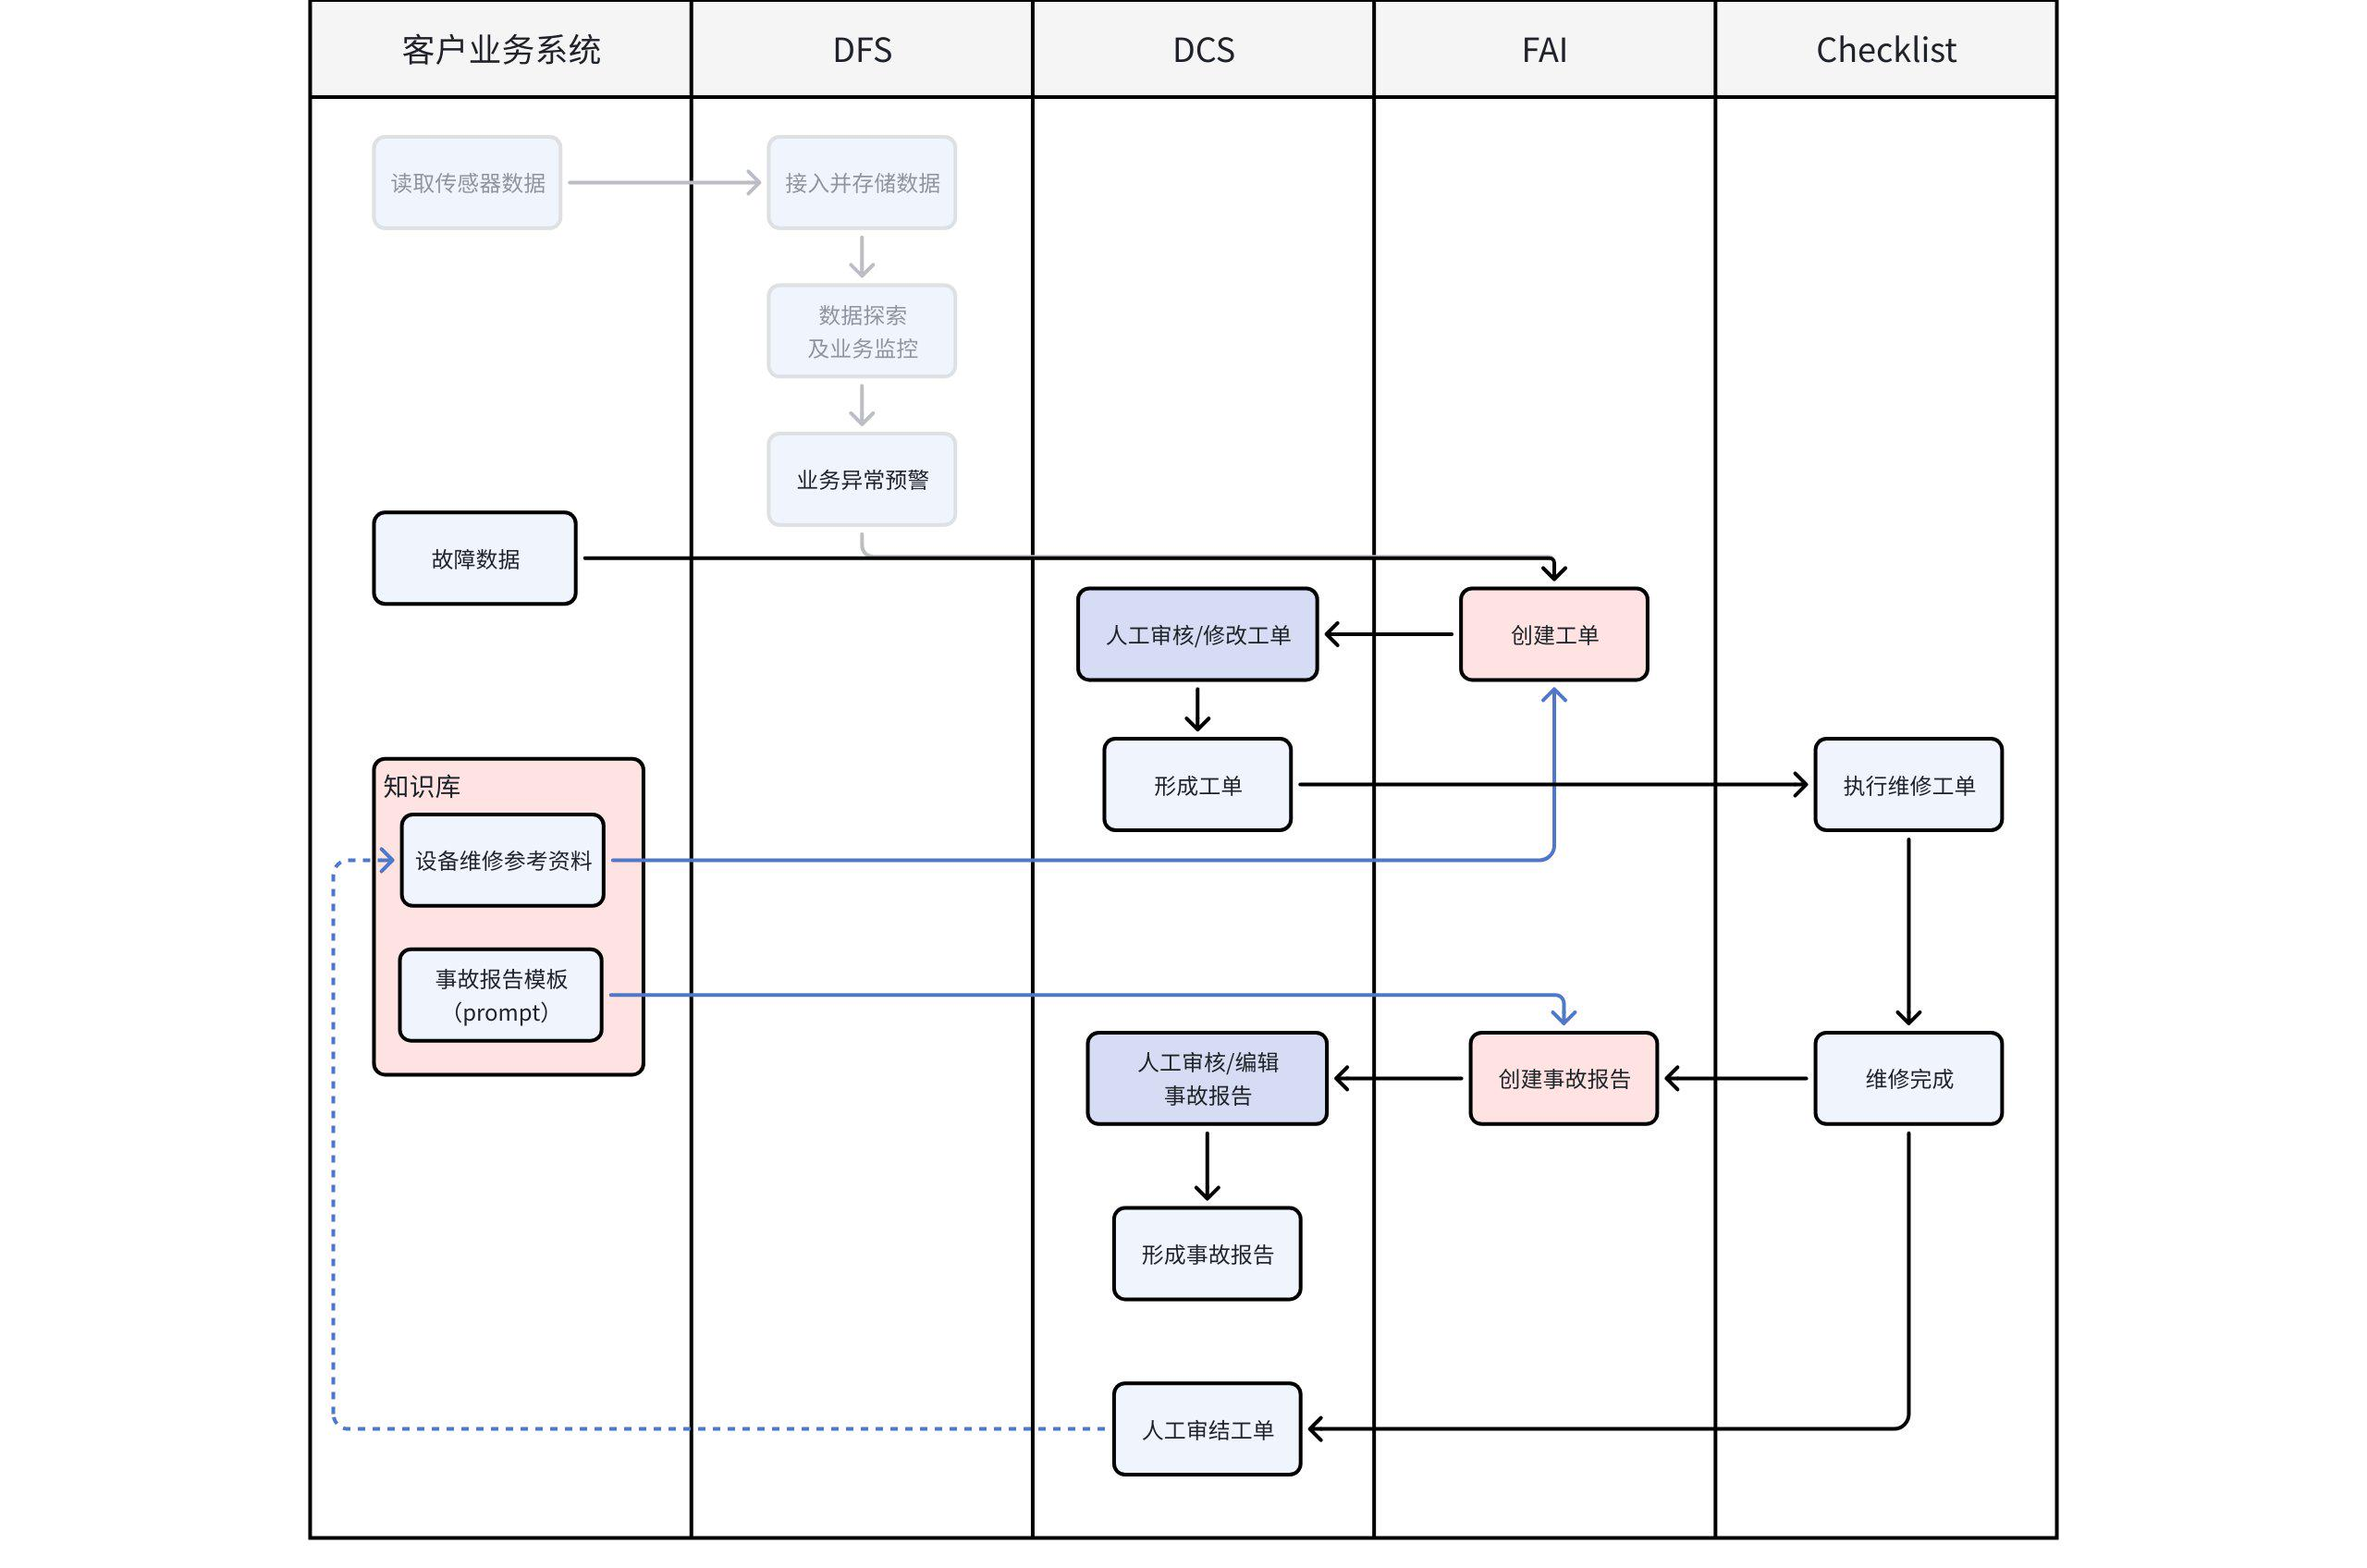 客户业务系统
DFS
DCS
FAI
Checklist
读取传感器数据
接入并存储数据
数据探索
及业务监控
业务异常预警
故障数据
人工审核/修改工单
创建工单
形成工单
执行维修工单
知识库
设备维修参考资料
事故报告模板
（prompt）
人工审核/编辑
事故报告
创建事故报告
维修完成
形成事故报告
人工审结工单